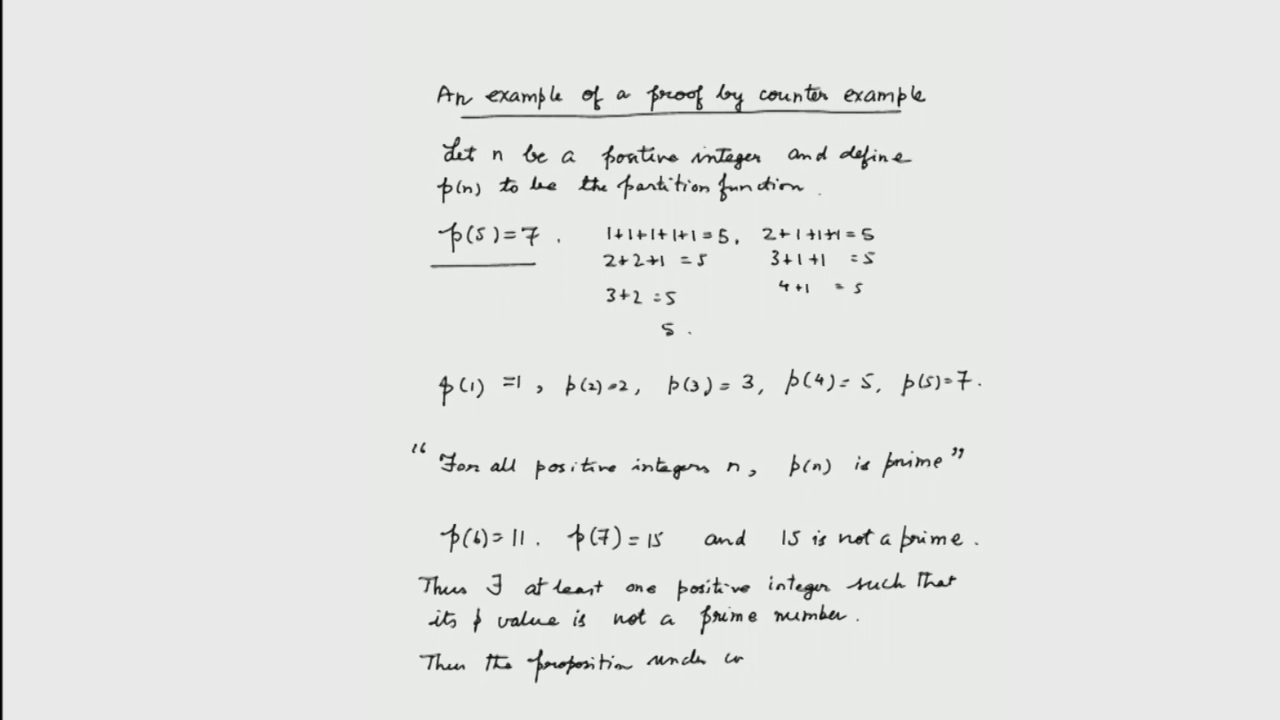 An example of a proof by counter example
Let n be a positive integer and define
p(n) to be the partition function.
p(5)=7. 1+1+1+1+1=5, 2+1+1+1=5
2+2+1 =5 3+1+1 =5
3+2=5 4+1 = 5
5.
p(1) =1, p(2)=2, p(3)=3, p(4)=5, p(5)=7.
"For all positive integers n, p(n) is prime"
p(6)=11. p(7)=15 and 15 is not a prime.
Thus ∃ at least one positive integer such that
its p value is not a prime number.
Thus the proposition under co